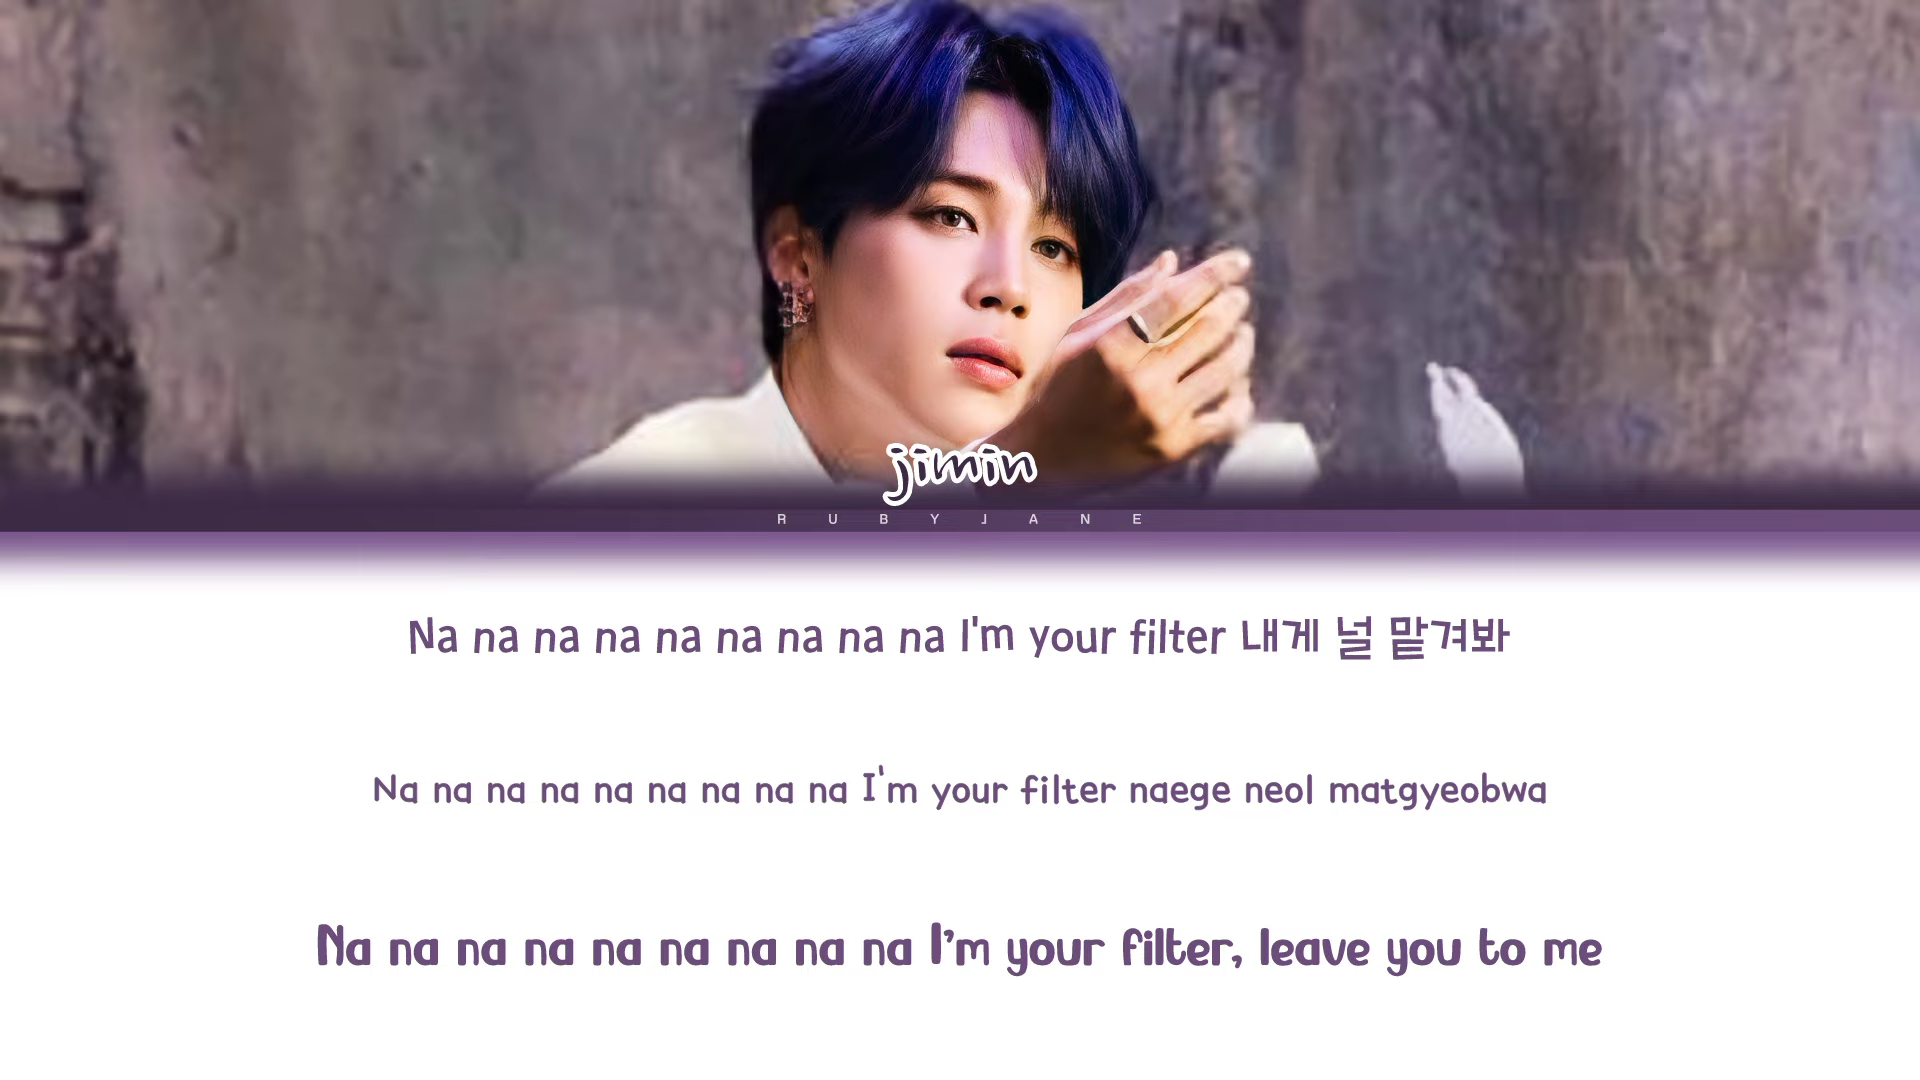 jimin
RUBYJANE
Na na na na na na na na na I'm your filter 내게 널 맡겨봐
Na na na na na na na na na I'm your filter naege neol matgyeobwa
Na na na na na na na na na I'm your filter, leave you to me